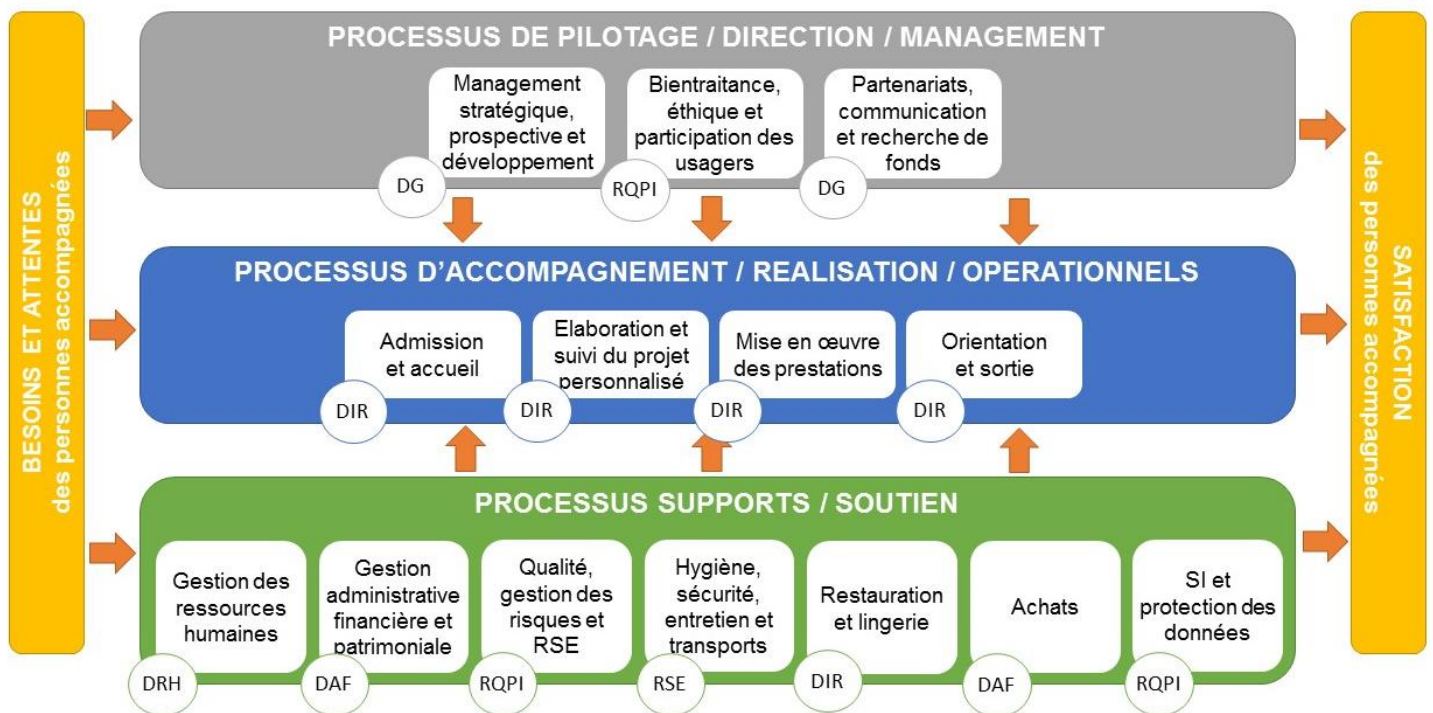 BESOINS ET ATTENTES
des personnes accompagnées
PROCESSUS DE PILOTAGE / DIRECTION / MANAGEMENT
Management
stratégique,
prospective et
développement
DG
Bientraitance,
éthique et
participation des
usagers
RQPI
Partenariats,
communication
et recherche de
fonds
DG
PROCESSUS D’ACCOMPAGNEMENT / REALISATION / OPERATIONNELS
Admission
et accueil
DIR
Elaboration et
suivi du projet
personnalisé
DIR
Mise en œuvre
des prestations
DIR
Orientation
et sortie
DIR
PROCESSUS SUPPORTS / SOUTIEN
Gestion des
ressources
humaines
DRH
Gestion
administrative
financière et
patrimoniale
DAF
Qualité,
gestion des
risques et
RSE
RQPI
Hygiène,
sécurité,
entretien et
transports
RSE
Restauration
et lingerie
DIR
Achats
DAF
SI et
protection des
données
RQPI
SATISFACTION
des personnes accompagnées